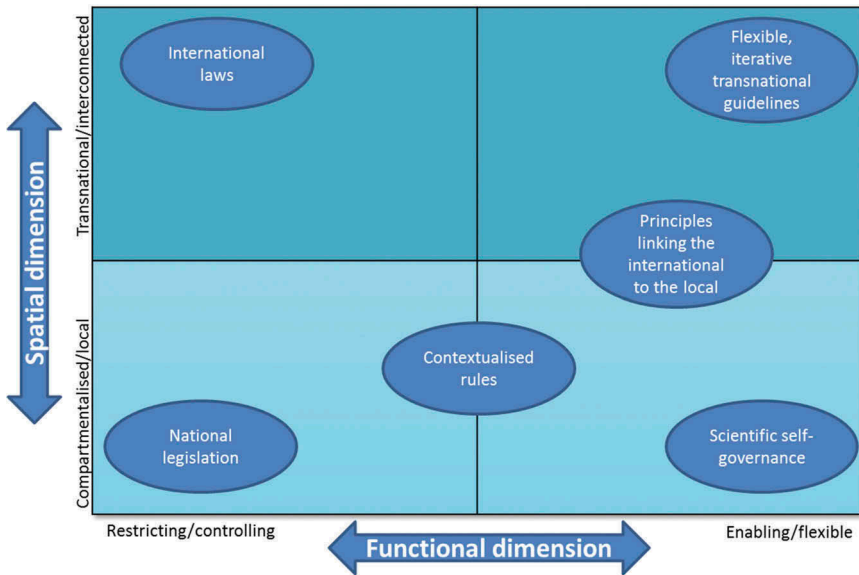 Transnational/interconnected
International
laws
Flexible,
iterative
transnational
guidelines
Spatial dimension
Principles
linking the
international
to the local
Compartmentalised/local
Contextualised
rules
National
legislation
Scientific self-
governance
Restricting/controlling
Functional dimension
Enabling/flexible